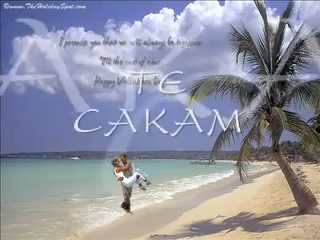 © www.TheHolidaySpot.com
I promise you that we will always be together
Till the end of time
Happy Valentines Day
TE
CAKAM